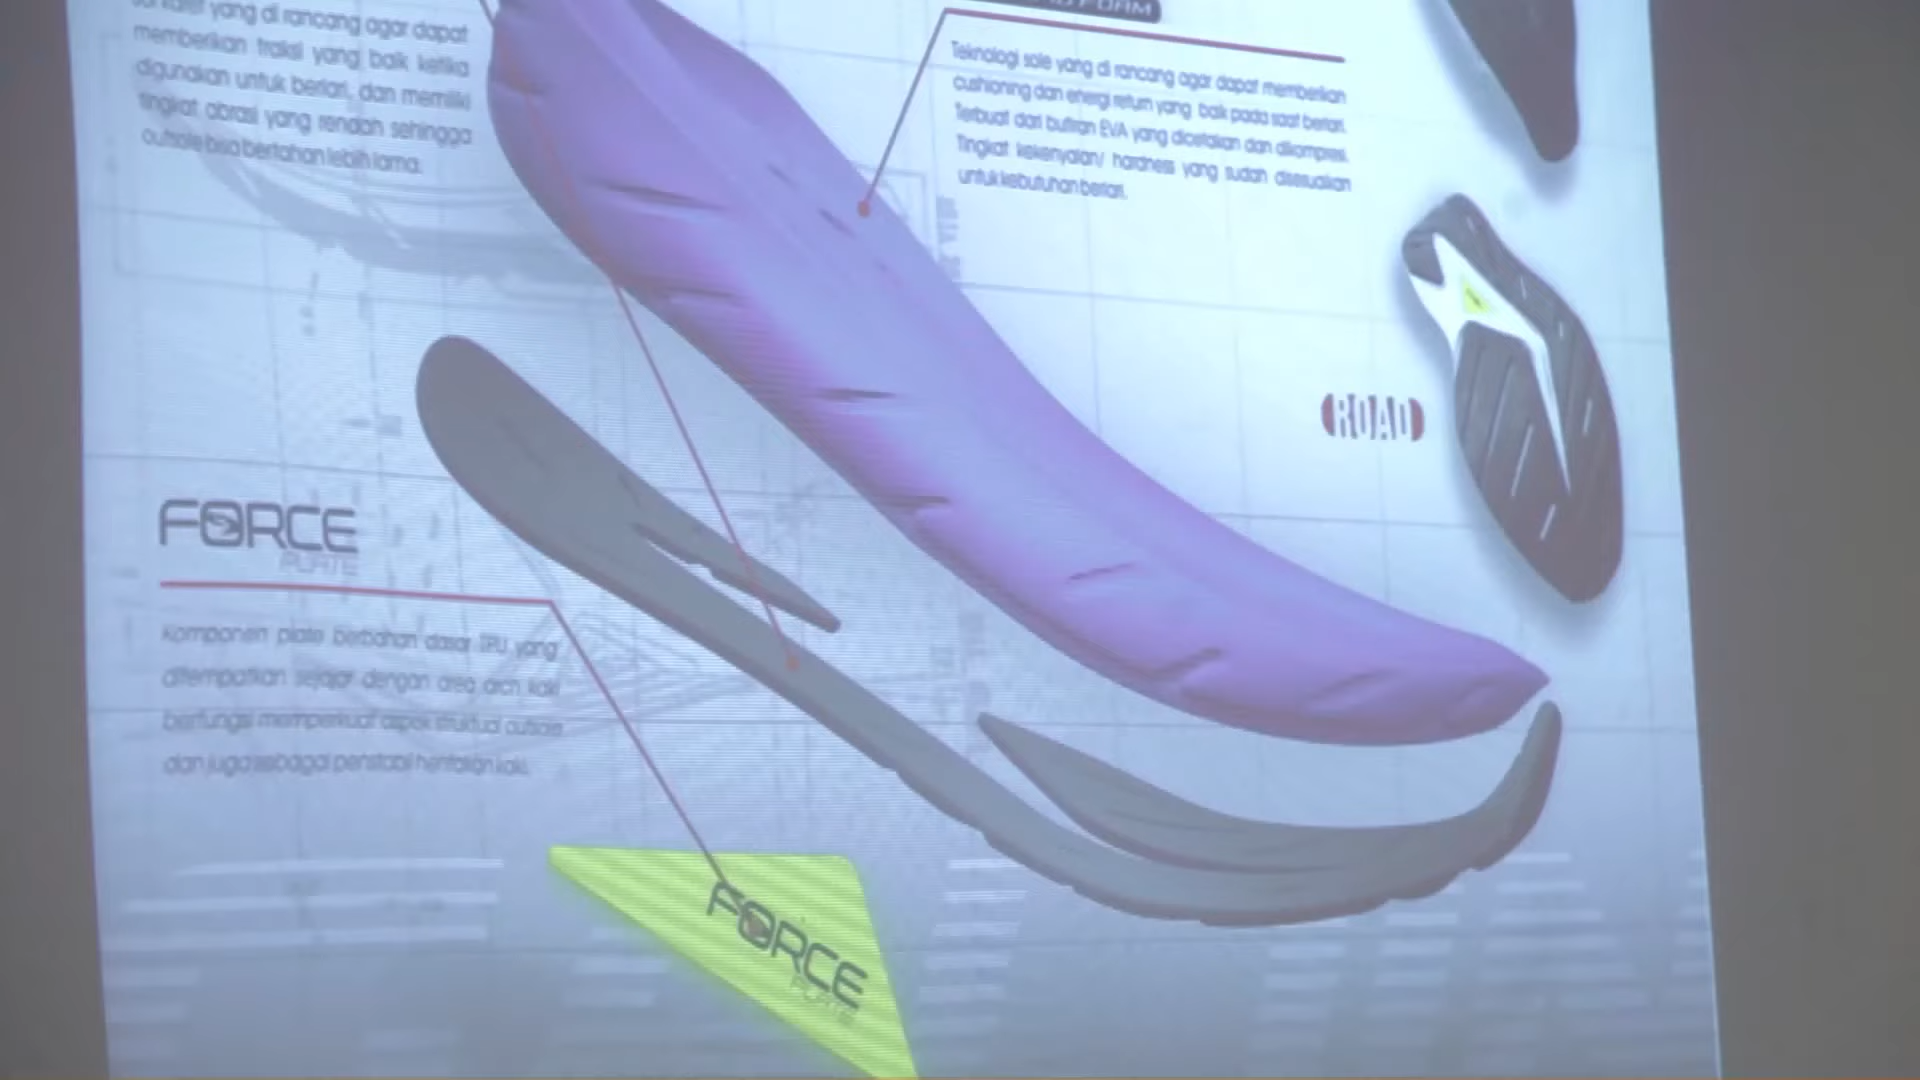 yang di rancang agar dapat
memberikan traksi yang baik ketika
digunakan untuk berlari, dan memiliki
tingkat abrasi yang rendah sehingga
outsole bisa bertahan lebih lama.
FOAM
Teknologi sole yang di rancang agar dapat memberikan
cushioning dan energi return yang baik pada saat berlari.
Terbuat dari butiran EVA yang dicetakan dan dikompresi.
Tingkat kekenyalan/ hardness yang sudah disesuaikan
untuk kebutuhan berlari.
ROAD
FORCE
PLATE
Komponen plate berbahan dasar TPU yang
ditempatkan sejajar dengan area arch kaki
berfungsi memperkuat aspek struktual outsole
dan juga sebagai penstabil hentakan kaki.
FORCE
PLATE